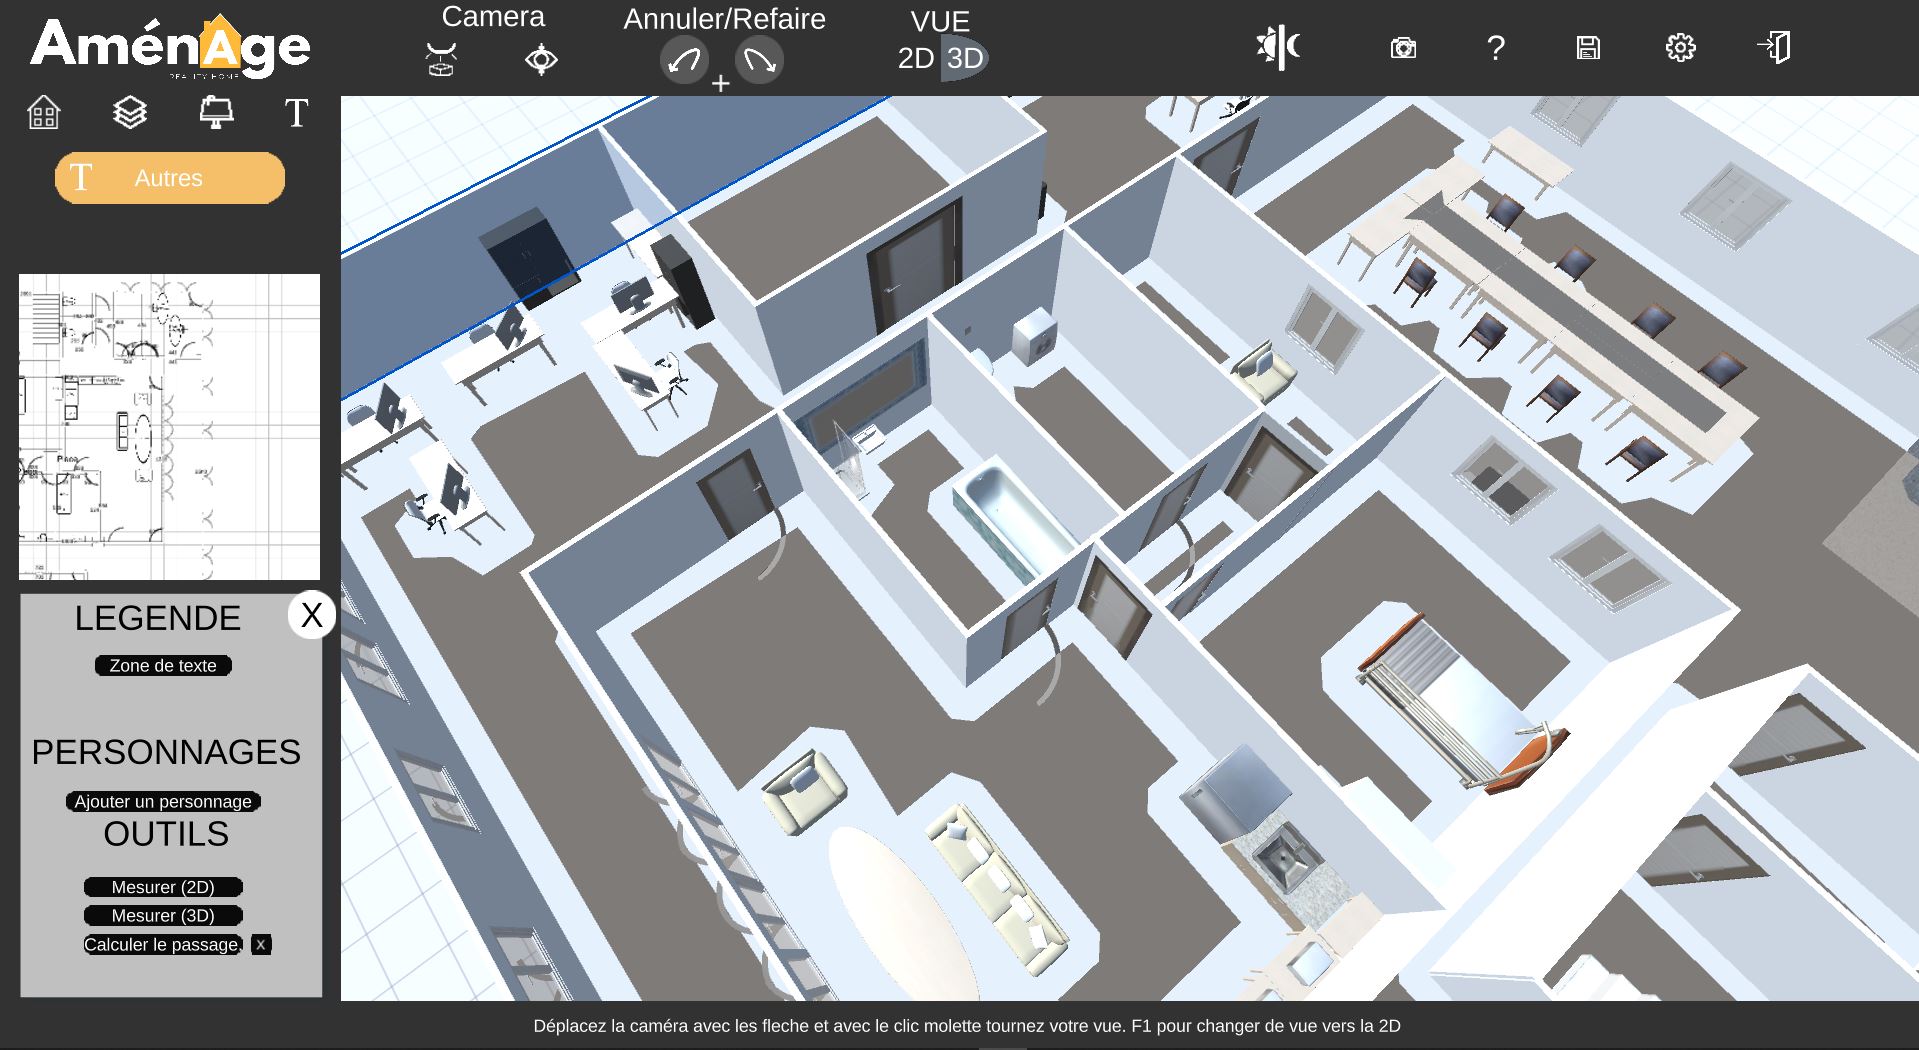 AménAge
REALITY HOME
Camera
Annuler/Refaire
+
VUE
2D 3D
?
T
T Autres
LEGENDE
X
Zone de texte
PERSONNAGES
Ajouter un personnage
OUTILS
Mesurer (2D)
Mesurer (3D)
Calculer le passage x
Déplacez la caméra avec les fleche et avec le clic molette tournez votre vue. F1 pour changer de vue vers la 2D